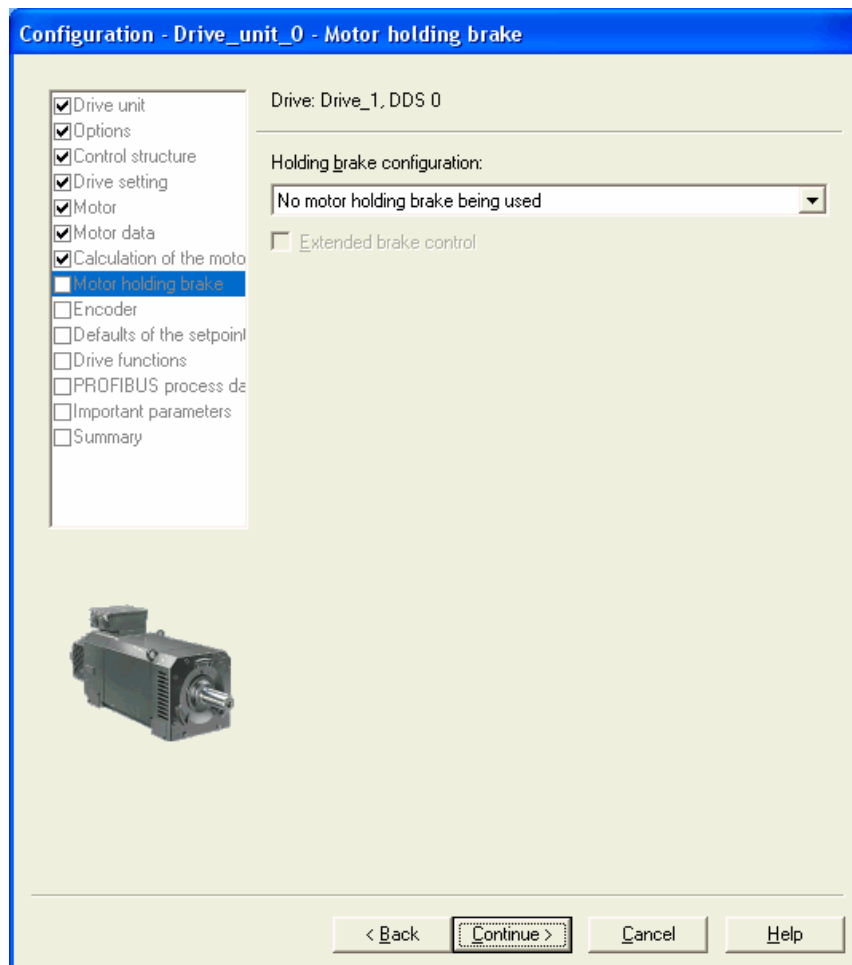 Configuration - Drive_unit_0 - Motor holding brake
Drive unit
Options
Control structure
Drive setting
Motor
Motor data
Calculation of the moto
Motor holding brake
Encoder
Defaults of the setpoint
Drive functions
PROFIBUS process da
Important parameters
Summary
Drive: Drive_1, DDS 0
Holding brake configuration:
No motor holding brake being used
Extended brake control
< Back
Continue >
Cancel
Help